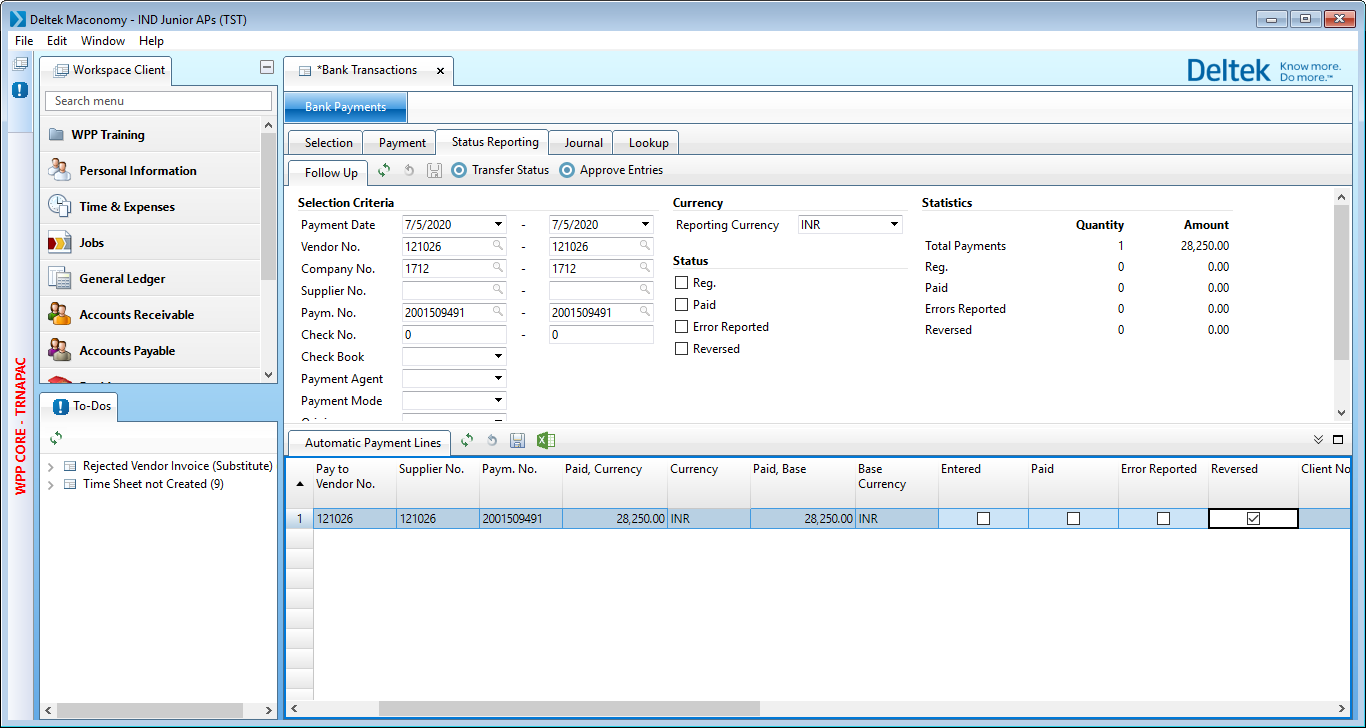 Deltek Maconomy - IND Junior APs (TST)
File Edit Window Help
Workspace Client
Search menu
WPP Training
Personal Information
Time & Expenses
Jobs
General Ledger
Accounts Receivable
Accounts Payable
WPP CORE - TRNAPAC
To-Dos
Rejected Vendor Invoice (Substitute)
Time Sheet not Created (9)
*Bank Transactions
Deltek Know more.
Do more.™
Bank Payments
Selection Payment Status Reporting Journal Lookup
Follow Up Transfer Status Approve Entries
Selection Criteria
Payment Date 7/5/2020 - 7/5/2020
Vendor No. 121026 - 121026
Company No. 1712 - 1712
Supplier No. -
Paym. No. 2001509491 - 2001509491
Check No. 0 - 0
Check Book
Payment Agent
Payment Mode
Currency
Reporting Currency INR
Status
Reg.
Paid
Error Reported
Reversed
Statistics
Quantity Amount
Total Payments 1 28,250.00
Reg. 0 0.00
Paid 0 0.00
Errors Reported 0 0.00
Reversed 0 0.00
Automatic Payment Lines
Pay to Vendor No. Supplier No. Paym. No. Paid, Currency Currency Paid, Base Base Currency Entered Paid Error Reported Reversed Client No
1 121026 121026 2001509491 28,250.00 INR 28,250.00 INR